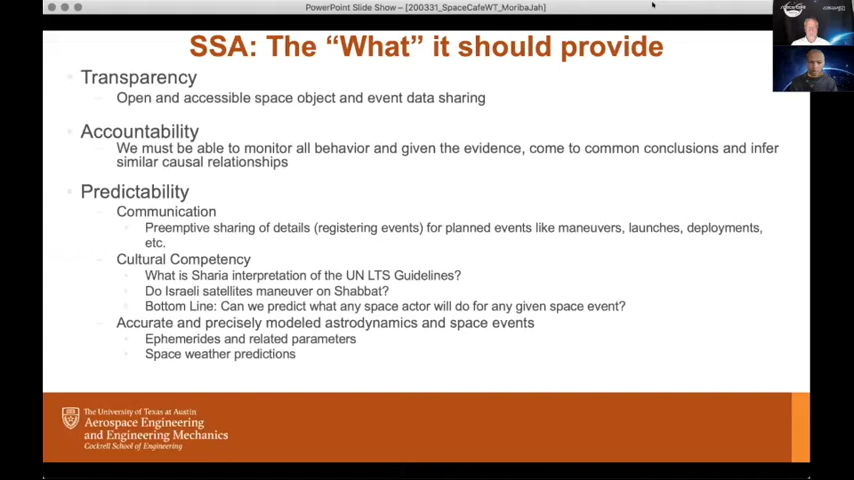 PowerPoint Slide Show – [200331_SpaceCafeWT_MoribaJah]
SSA: The “What” it should provide
Transparency
Open and accessible space object and event data sharing
Accountability
We must be able to monitor all behavior and given the evidence, come to common conclusions and infer
similar causal relationships
Predictability
Communication
Preemptive sharing of details (registering events) for planned events like maneuvers, launches, deployments,
etc.
Cultural Competency
What is Sharia interpretation of the UN LTS Guidelines?
Do Israeli satellites maneuver on Shabbat?
Bottom Line: Can we predict what any space actor will do for any given space event?
Accurate and precisely modeled astrodynamics and space events
Ephemerides and related parameters
Space weather predictions
The University of Texas at Austin
Aerospace Engineering
and Engineering Mechanics
Cockrell School of Engineering